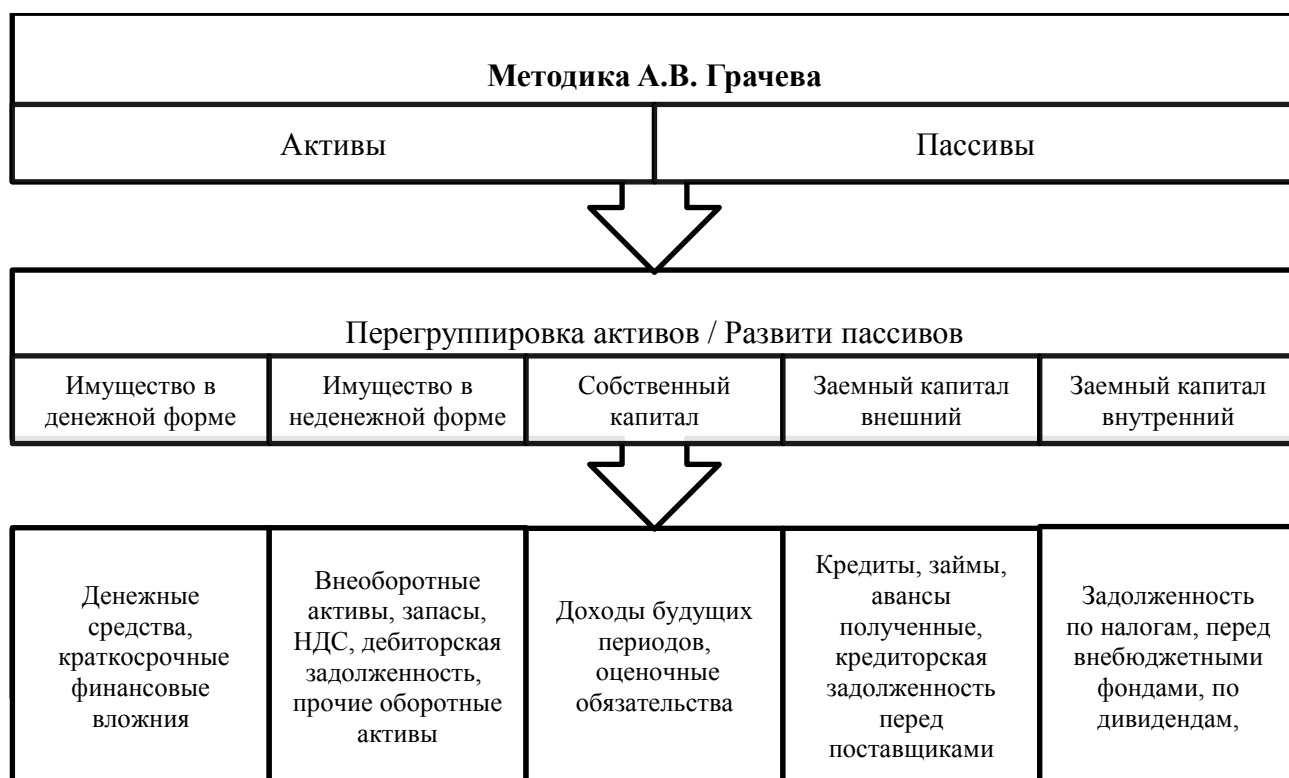 Методика А.В. Грачева
Активы
Пассивы
Перегруппировка активов / Развити пассивов
Имущество в
денежной форме
Имущество в
неденежной форме
Собственный
капитал
Заемный капитал
внешний
Заемный капитал
внутренний
Денежные
средства,
краткосрочные
финансовые
вложния
Внеоборотные
активы, запасы,
НДС, дебиторская
задолженность,
прочие оборотные
активы
Доходы будущих
периодов,
оценочные
обязательства
Кредиты, займы,
авансы
полученные,
кредиторская
задолженность
перед
поставщиками
Задолженность
по налогам, перед
внебюджетными
фондами, по
дивидендам,